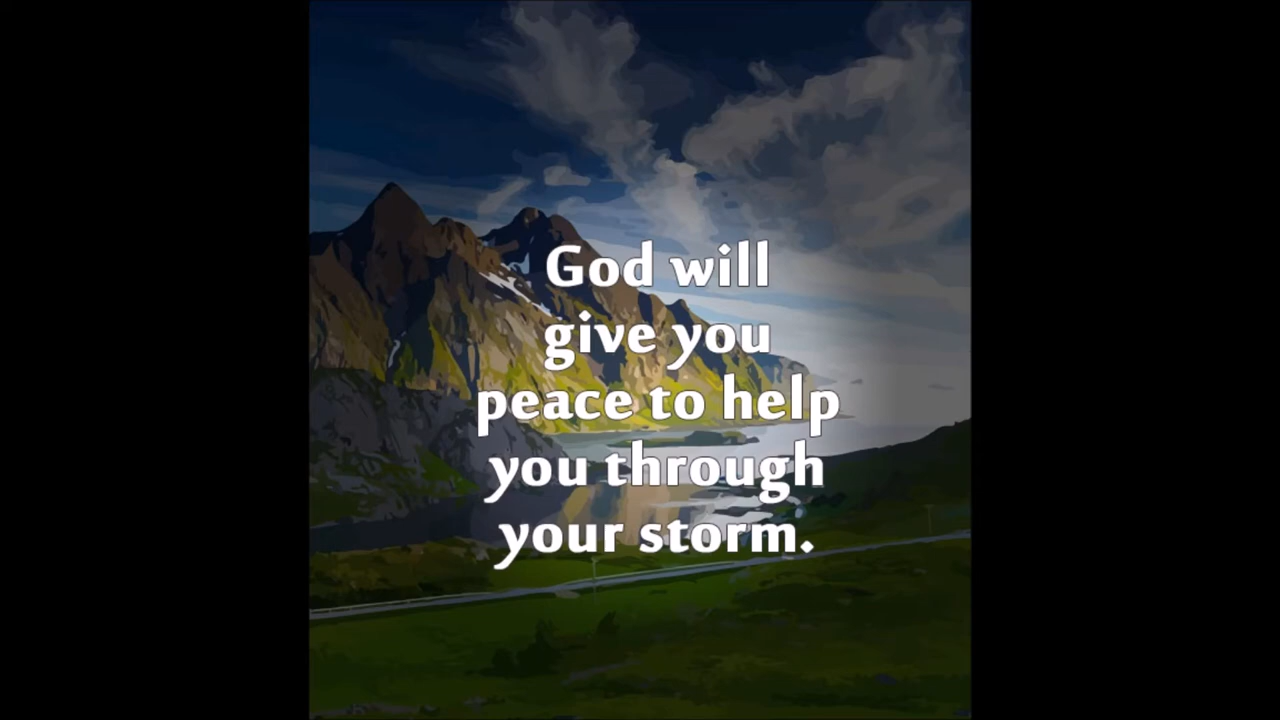 God will
give you
peace to help
you through
your storm.